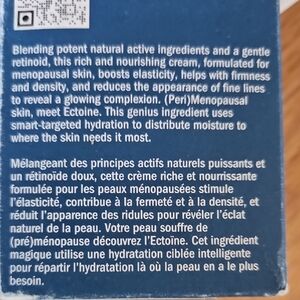 Blending potent natural active ingredients and a gentle
retinoid, this rich and nourishing cream, formulated for
menopausal skin, boosts elasticity, helps with firmness
and density, and reduces the appearance of fine lines
to reveal a glowing complexion. (Peri)Menopausal
skin, meet Ectoine. This genius ingredient uses
smart-targeted hydration to distribute moisture to
where the skin needs it most.
Mélangeant des principes actifs naturels puissants et
un rétinoïde doux, cette crème riche et nourrissante
formulée pour les peaux ménopausées stimule
l'élasticité, contribue à la fermeté et à la densité, et
réduit l'apparence des ridules pour révéler l'éclat
naturel de la peau. Votre peau souffre de
(pré)ménopause découvrez l'Ectoïne. Cet ingrédient
magique utilise une hydratation ciblée intelligente
pour répartir l'hydratation là où la peau en a le plus
besoin.